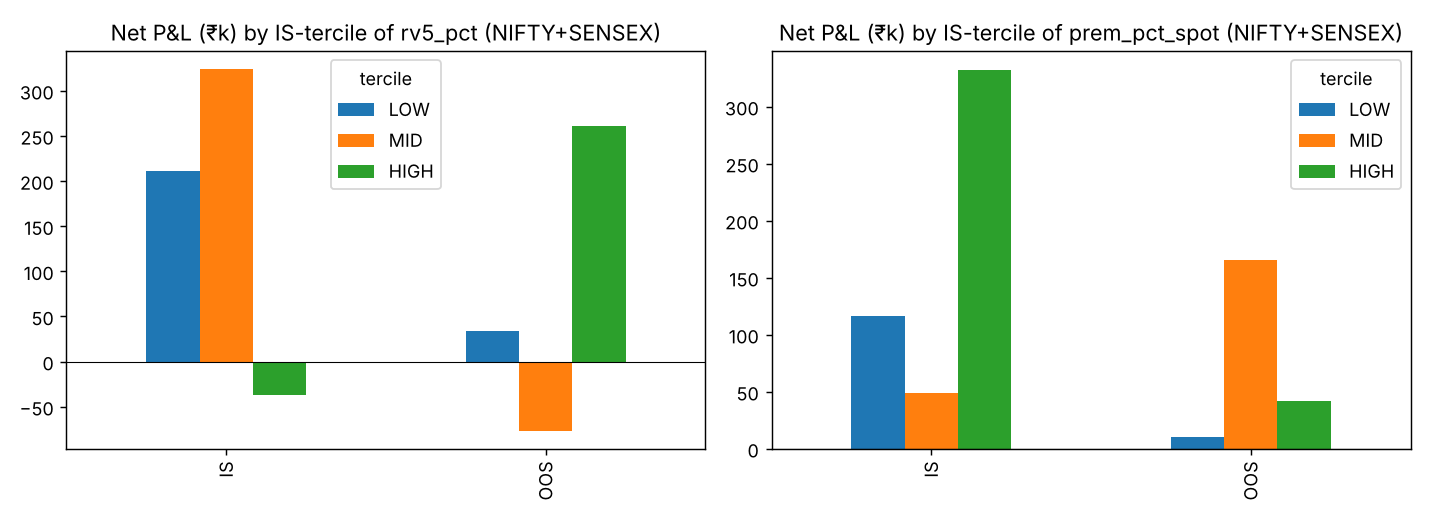 Net P&L (₹k) by IS-tercile of rv5_pct (NIFTY+SENSEX)
300
250
200
150
100
50
0
−50
tercile
LOW
MID
HIGH
IS
OOS
Net P&L (₹k) by IS-tercile of prem_pct_spot (NIFTY+SENSEX)
300
250
200
150
100
50
0
tercile
LOW
MID
HIGH
IS
OOS